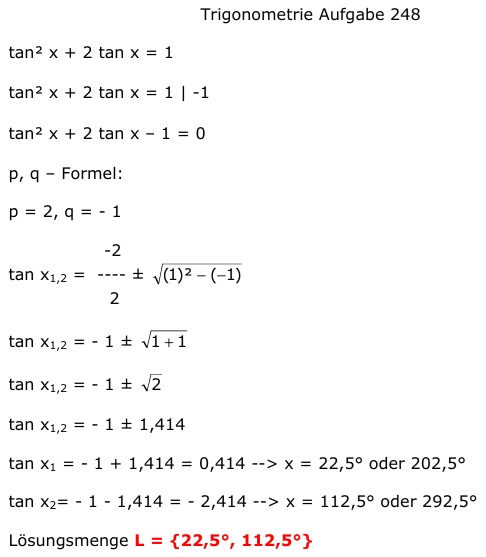 Trigonometrie Aufgabe 248
tan² x + 2 tan x = 1
tan² x + 2 tan x = 1 | -1
tan² x + 2 tan x – 1 = 0
p, q – Formel:
p = 2, q = - 1
-2
tan x₁,₂ = ---- ± √(1)² – (–1)
2
tan x₁,₂ = - 1 ± √1 + 1
tan x₁,₂ = - 1 ± √2
tan x₁,₂ = - 1 ± 1,414
tan x₁ = - 1 + 1,414 = 0,414 --> x = 22,5° oder 202,5°
tan x₂= - 1 - 1,414 = - 2,414 --> x = 112,5° oder 292,5°
Lösungsmenge L = {22,5°, 112,5°}